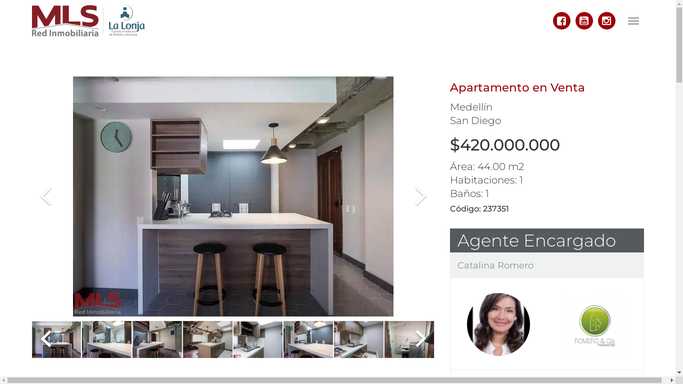 MLS
Red Inmobiliaria
La Lonja
Apartamento en Venta
Medellín
San Diego
$420.000.000
Área: 44.00 m2
Habitaciones: 1
Baños: 1
Código: 237351
MLS
Red Inmobiliaria
Agente Encargado
Catalina Romero
ROMERO & CIA